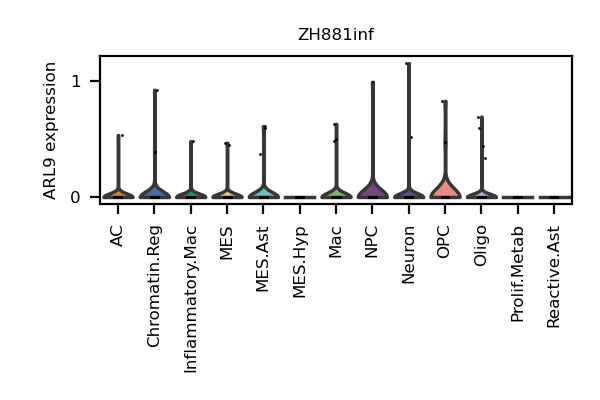 ZH881inf
ARL9 expression
1
0
AC
Chromatin.Reg
Inflammatory.Mac
MES
MES.Ast
MES.Hyp
Mac
NPC
Neuron
OPC
Oligo
Prolif.Metab
Reactive.Ast